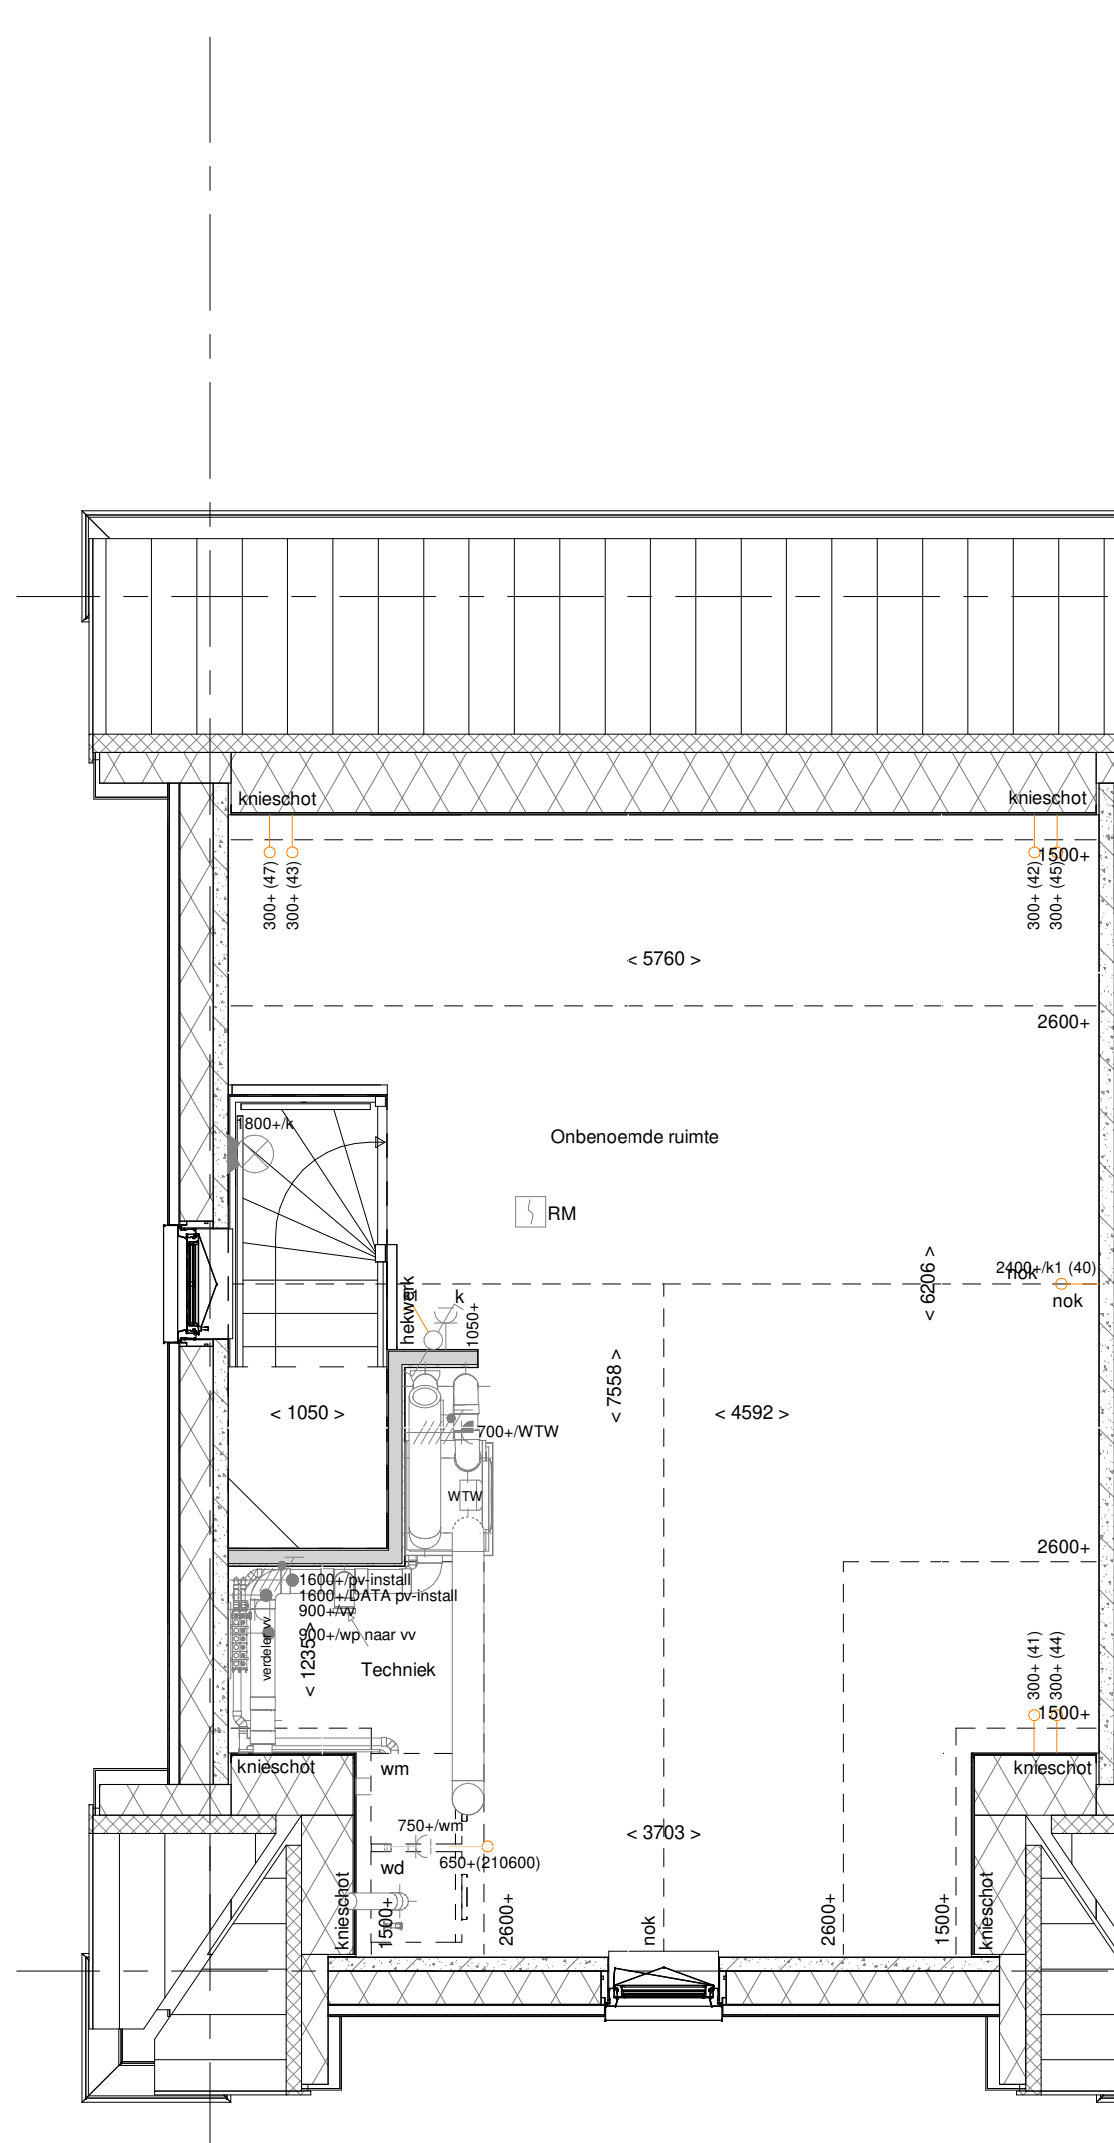 knieschot
knieschot
300+ (47)
300+ (43)
300+ (42)
300+ (45)
1500+
< 5760 >
2600+
1800+/k
Onbenoemde ruimte
RM
< 6206 >
2400+/k1 (40)
nok
nok
hekwerk
k
1050+
< 7558 >
< 1050 >
< 4592 >
700+/WTW
WTW
2600+
1600+/pv-install
1600+/DATA pv-install
900+/vv
900+/wp naar vv
verdeler vv
< 1235 >
Techniek
300+ (41)
300+ (44)
1500+
knieschot
wm
knieschot
750+/wm
< 3703 >
wd
650+(210600)
knieschot
1500+
2600+
nok
2600+
1500+
knieschot